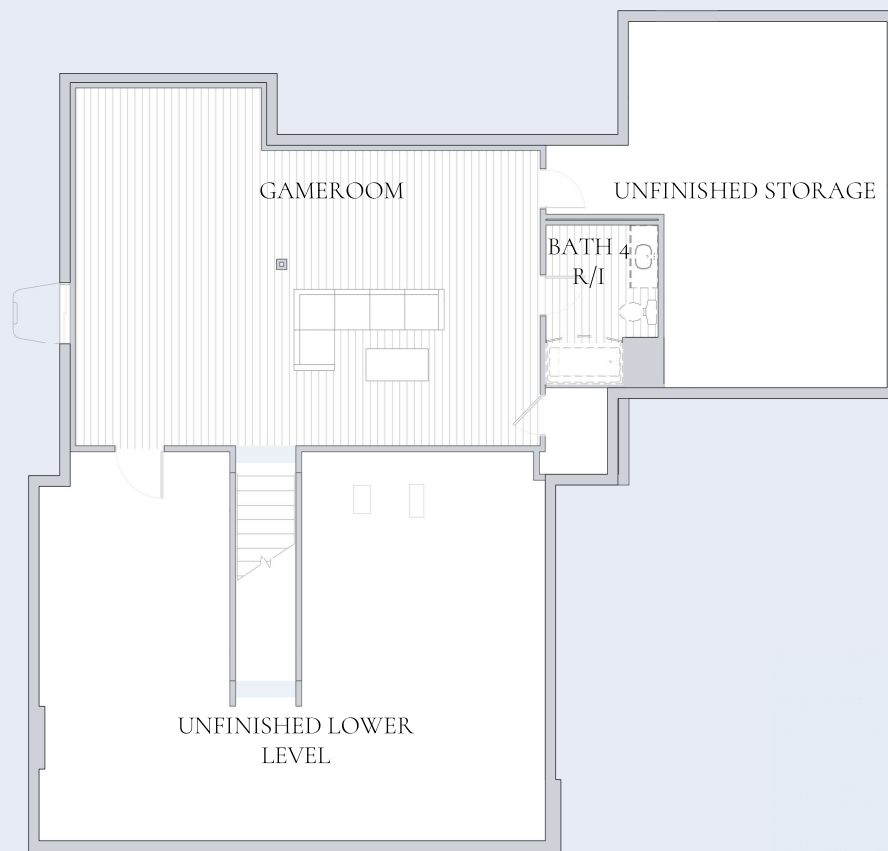 GAMEROOM
UNFINISHED STORAGE
BATH 4
R/I
UNFINISHED LOWER
LEVEL